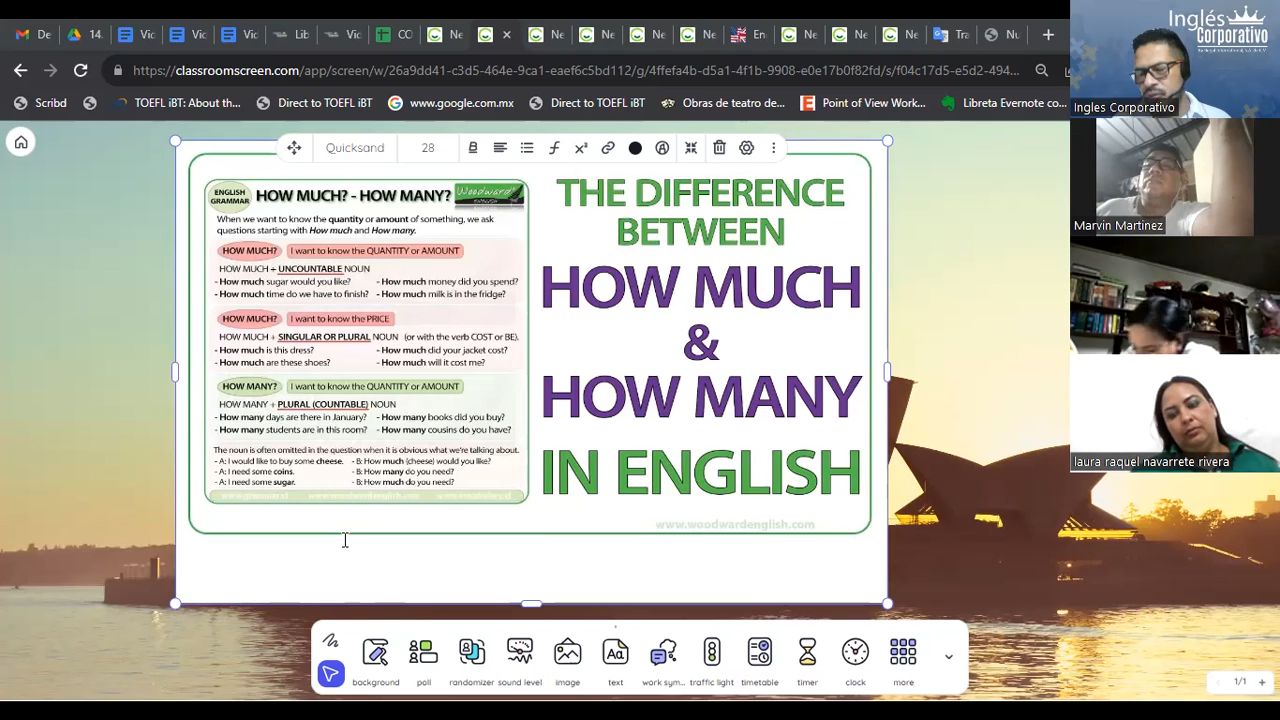 De
14
Vic
Vic
Vic
Lib
Vic
CC
Ne
Ne
Ne
Ne
Ne
Ne
En
Ne
Ne
Ne
Tra
Nu
https://classroomscreen.com/app/screen/w/26a9dd41-c3d5-464e-9ca1-eaef6c5bd112/g/4ffefa4b-d5a1-4f1b-9908-e0e17b0f82fd/s/f04c17d5-e5d2-494...
Scribd
TOEFL iBT: About th...
Direct to TOEFL iBT
www.google.com.mx
Direct to TOEFL iBT
Obras de teatro de...
Point of View Work...
Libreta Evernote co...
Quicksand
28
ENGLISH
GRAMMAR
HOW MUCH? - HOW MANY?
Woodward
ENGLISH
When we want to know the quantity or amount of something, we ask
questions starting with How much and How many.
HOW MUCH? I want to know the QUANTITY or AMOUNT
HOW MUCH + UNCOUNTABLE NOUN
- How much sugar would you like? - How much money did you spend?
- How much time do we have to finish? - How much milk is in the fridge?
HOW MUCH? I want to know the PRICE
HOW MUCH + SINGULAR OR PLURAL NOUN (or with the verb COST or BE).
- How much is this dress? - How much did your jacket cost?
- How much are these shoes? - How much will it cost me?
HOW MANY? I want to know the QUANTITY or AMOUNT
HOW MANY + PLURAL (COUNTABLE) NOUN
- How many days are there in January? - How many books did you buy?
- How many students are in this room? - How many cousins do you have?
The noun is often omitted in the question when it is obvious what we're talking about.
- A: I would like to buy some cheese. - B: How much (cheese) would you like?
- A: I need some coins. - B: How many do you need?
- A: I need some sugar. - B: How much do you need?
www.woodwardenglish.com
THE DIFFERENCE
BETWEEN
HOW MUCH
&
HOW MANY
IN ENGLISH
www.woodwardenglish.com
background
poll
randomizer
sound level
image
text
work sym...
traffic light
timetable
timer
clock
more
1/1
Inglés
Corporativo
Ingles Corporativo
Marvin Martinez
laura raquel navarrete rivera